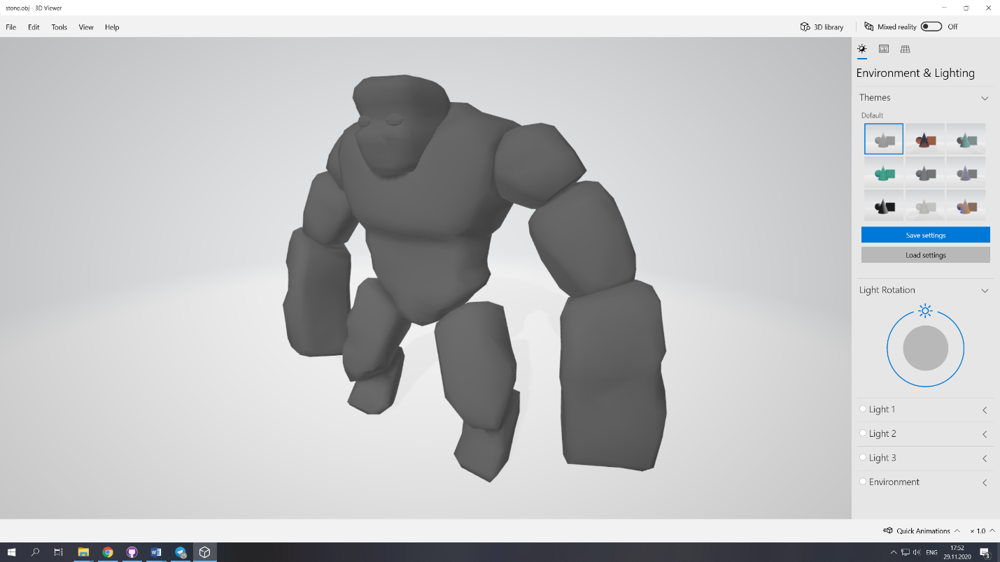 stone.obj - 3D Viewer
File Edit Tools View Help
3D library Mixed reality Off
Environment & Lighting
Themes
Default
Save settings
Load settings
Light Rotation
Light 1
Light 2
Light 3
Environment
Quick Animations × 1.0
ENG
17:52
29.11.2020
3